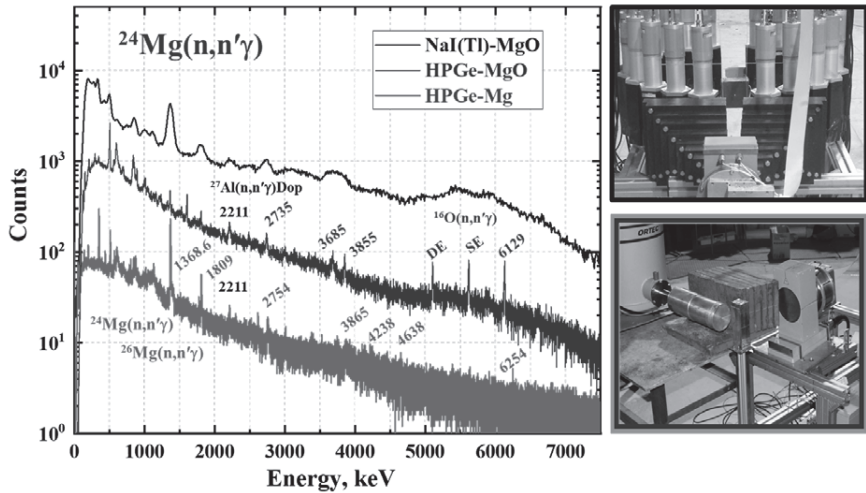 ²⁴Mg(n,n′γ)
NaI(Tl)-MgO
HPGe-MgO
HPGe-Mg
Counts
10⁴
10³
10²
10¹
10⁰
²⁷Al(n,n′γ)Dop
2211
2735
3685
3855
¹⁶O(n,n′γ)
DE
SE
6129
1368.6
1809
2211
2754
3865
4238
4638
6254
²⁴Mg(n,n′γ)
²⁶Mg(n,n′γ)
0 1000 2000 3000 4000 5000 6000 7000
Energy, keV
ORTEC